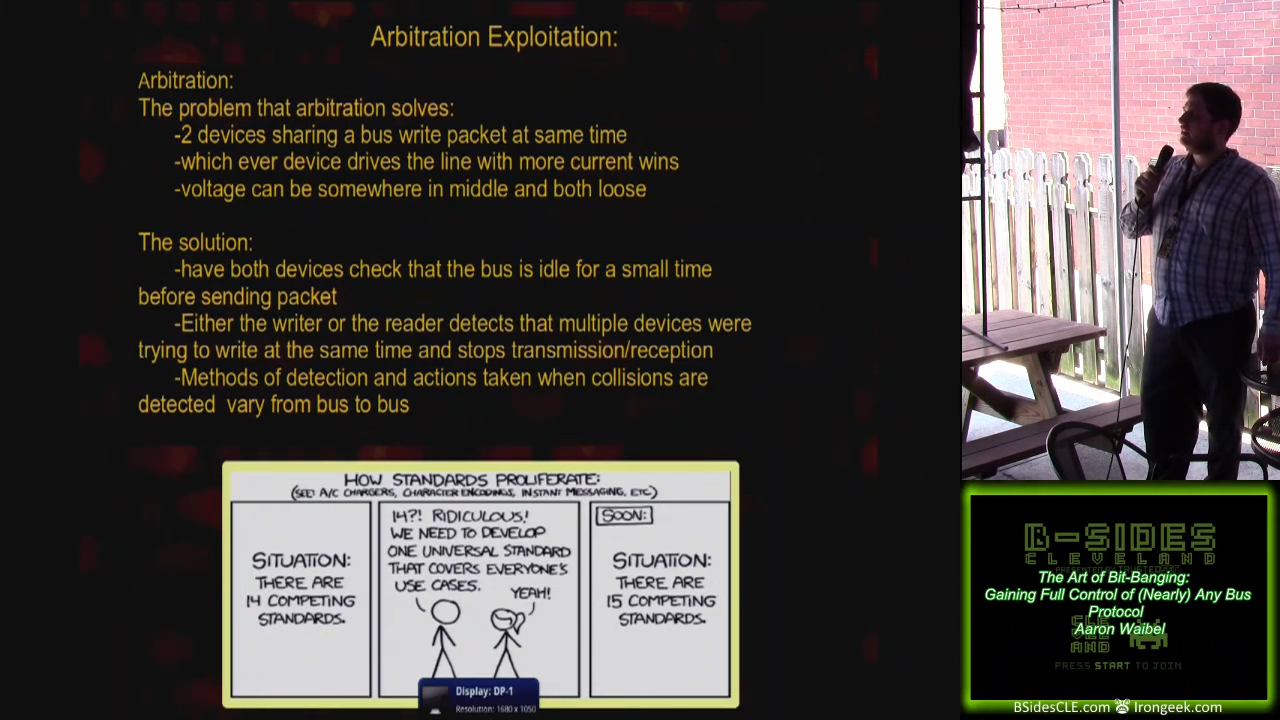 Arbitration Exploitation:
Arbitration:
The problem that arbitration solves:
-2 devices sharing a bus write packet at same time
-which ever device drives the line with more current wins
-voltage can be somewhere in middle and both loose
The solution:
-have both devices check that the bus is idle for a small time
before sending packet
-Either the writer or the reader detects that multiple devices were
trying to write at the same time and stops transmission/reception
-Methods of detection and actions taken when collisions are
detected vary from bus to bus
HOW STANDARDS PROLIFERATE:
(SEE: A/C CHARGERS, CHARACTER ENCODINGS, INSTANT MESSAGING, ETC.)
SITUATION:
THERE ARE
14 COMPETING
STANDARDS.
14?! RIDICULOUS!
WE NEED TO DEVELOP
ONE UNIVERSAL STANDARD
THAT COVERS EVERYONE'S
USE CASES.
YEAH!
SOON:
SITUATION:
THERE ARE
15 COMPETING
STANDARDS.
Display: DP-1
Resolution: 1680 x 1050
B-SIDES
CLEVELAND
The Art of Bit-Banging:
Gaining Full Control of (Nearly) Any Bus
Protocol
Aaron Waibel
PRESS START TO JOIN
BSidesCLE.com Irongeek.com